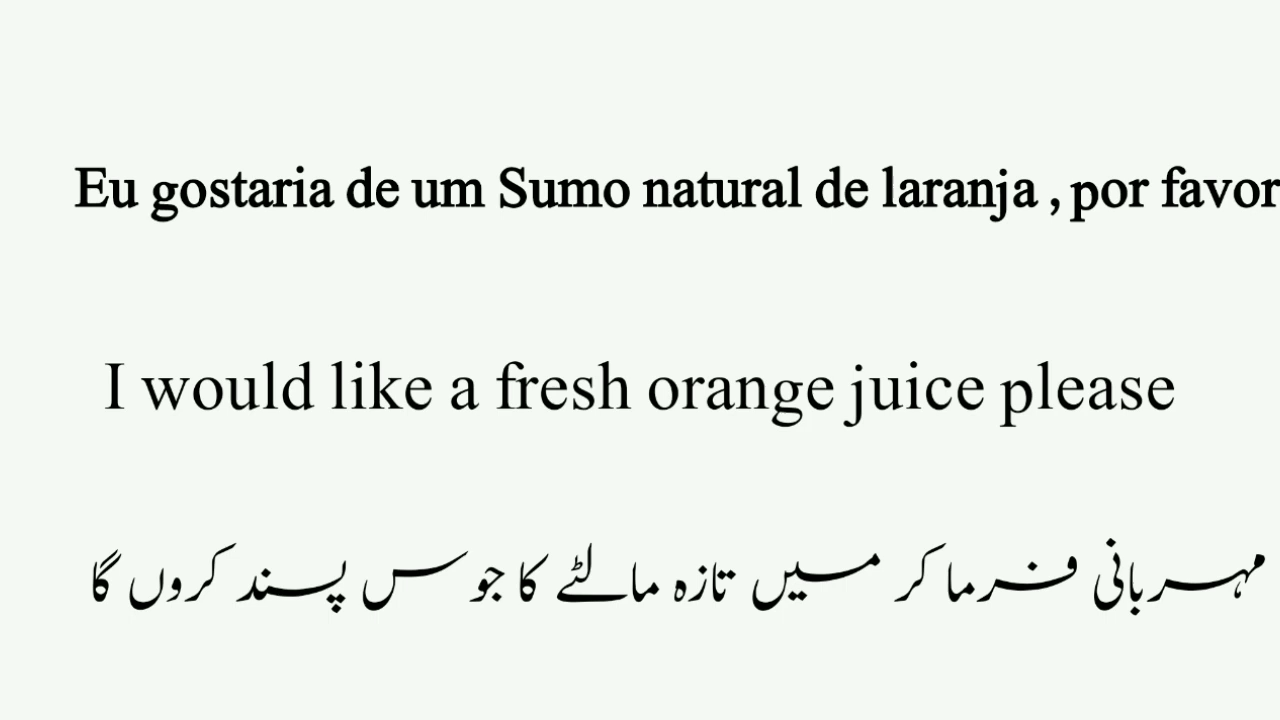 Eu gostaria de um Sumo natural de laranja , por favor
I would like a fresh orange juice please
مہربانی فرما کر میں تازہ مالٹے کا جوس پسند کروں گا